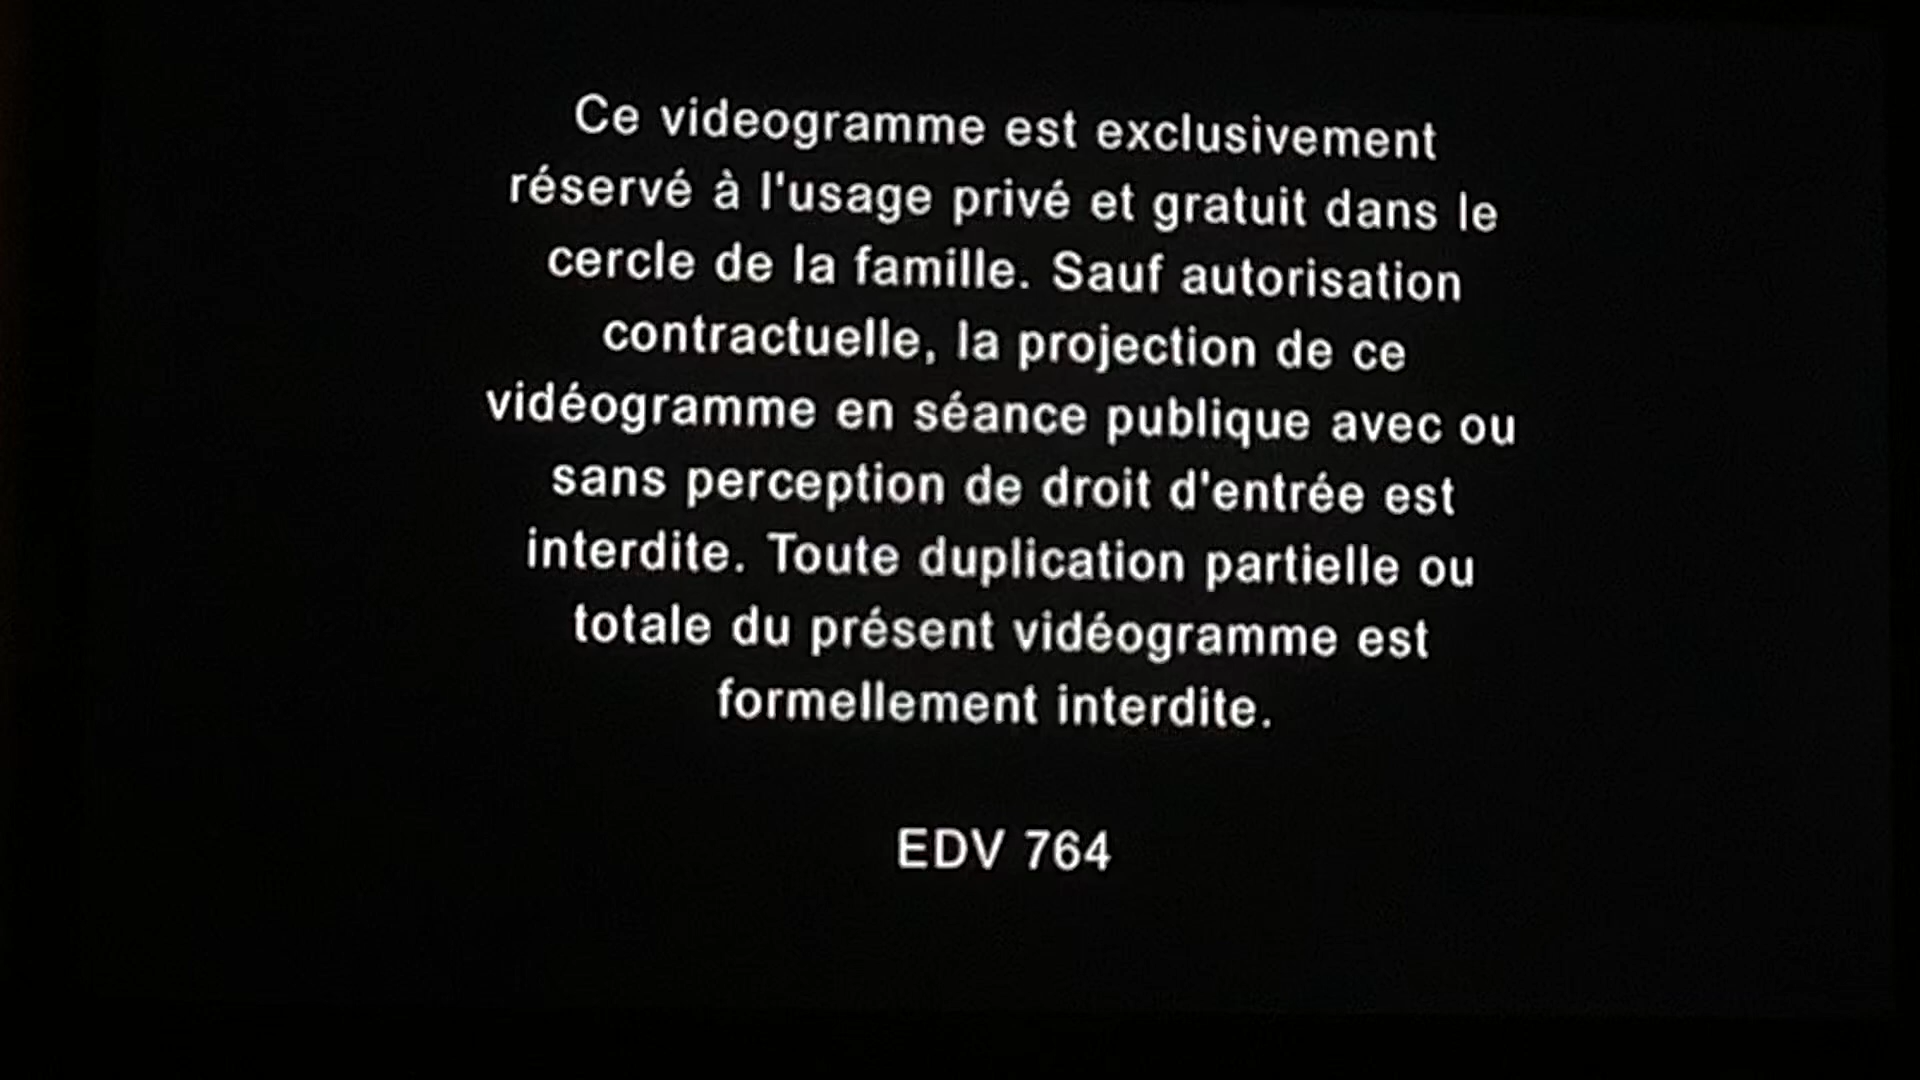 Ce videogramme est exclusivement
réservé à l'usage privé et gratuit dans le
cercle de la famille. Sauf autorisation
contractuelle, la projection de ce
vidéogramme en séance publique avec ou
sans perception de droit d'entrée est
interdite. Toute duplication partielle ou
totale du présent vidéogramme est
formellement interdite.
EDV 764